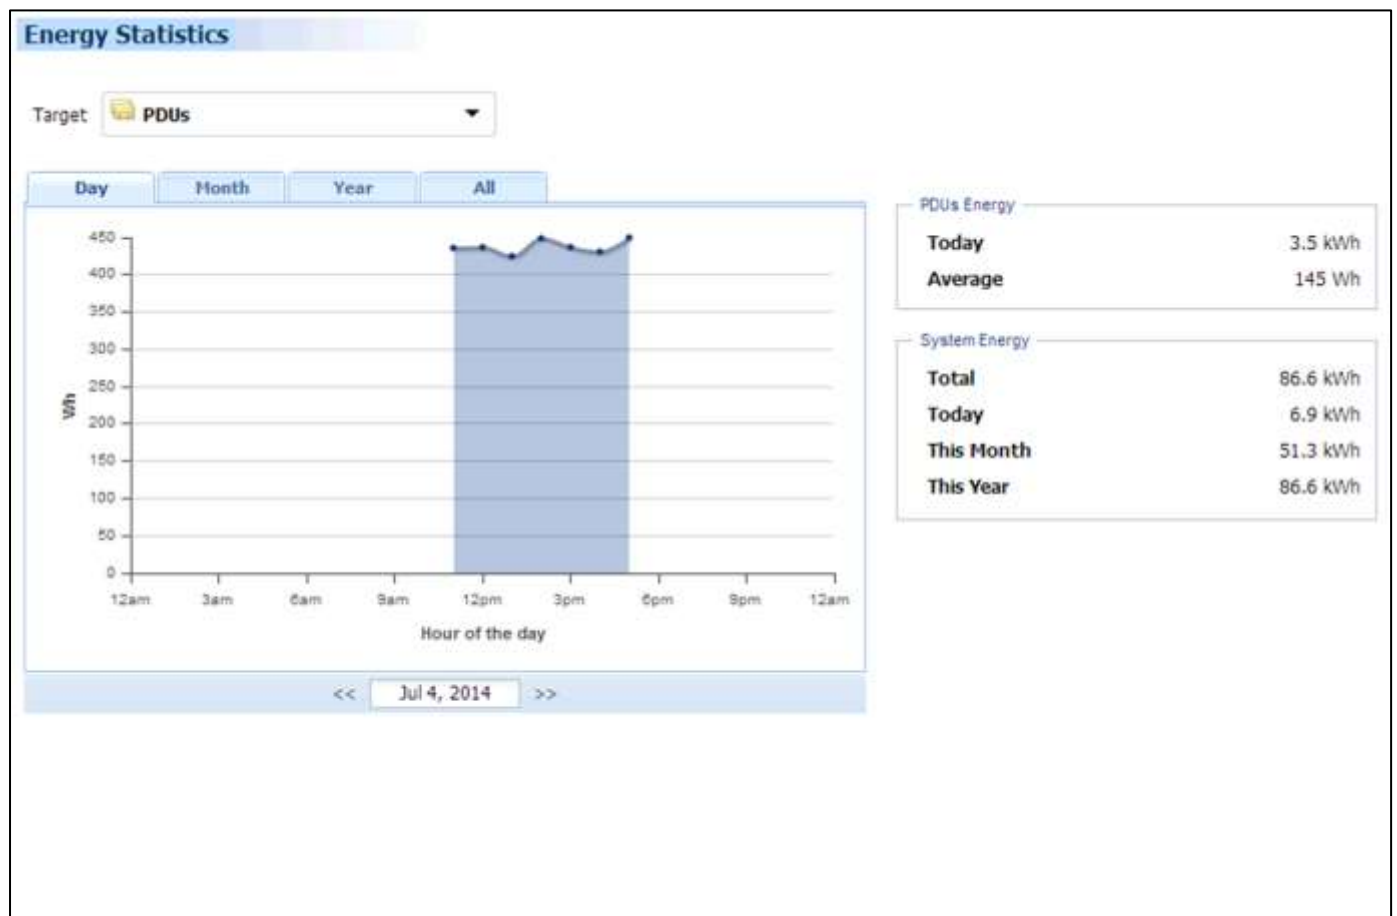 Energy Statistics
Target PDUs
Day Month Year All
450
400
350
300
250
200
150
100
50
0
Wh
12am 3am 6am 9am 12pm 3pm 6pm 9pm 12am
Hour of the day
<< Jul 4, 2014 >>
PDUs Energy
Today 3.5 kWh
Average 145 Wh
System Energy
Total 86.6 kWh
Today 6.9 kWh
This Month 51.3 kWh
This Year 86.6 kWh